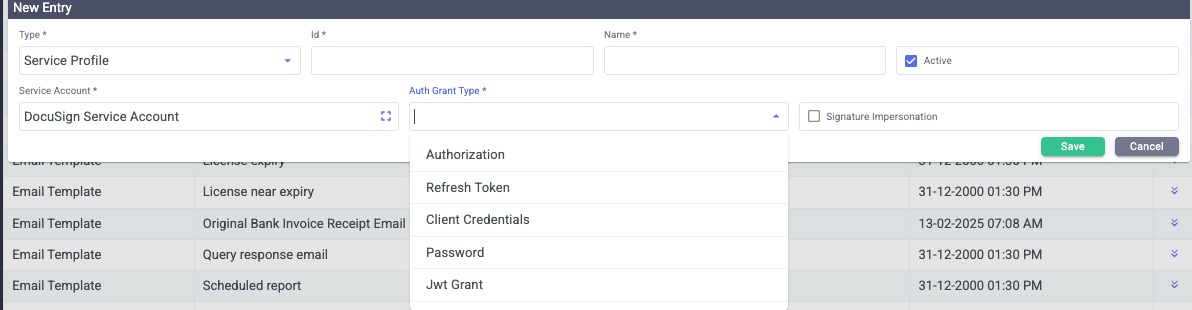 New Entry
Type *
Id *
Name *
Service Profile
Active
Service Account *
Auth Grant Type *
DocuSign Service Account
Signature Impersonation
Save
Cancel
Authorization
Refresh Token
Client Credentials
Password
Jwt Grant
Email Template License expiry 31-12-2000 01:30 PM
Email Template License near expiry 31-12-2000 01:30 PM
Email Template Original Bank Invoice Receipt Email 13-02-2025 07:08 AM
Email Template Query response email 31-12-2000 01:30 PM
Email Template Scheduled report 31-12-2000 01:30 PM